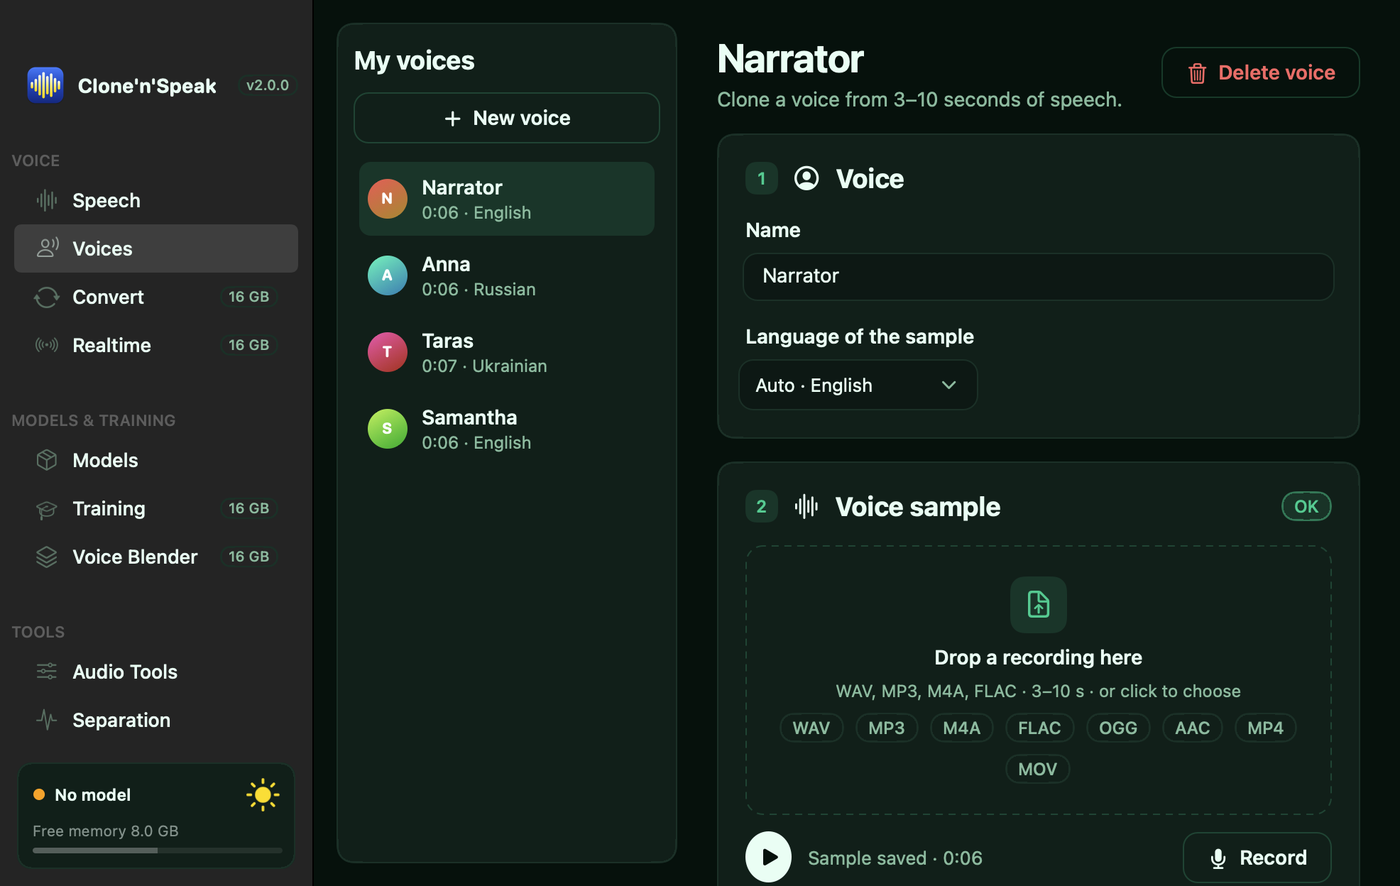 Clone'n'Speak v2.0.0
VOICE
Speech
Voices
Convert 16 GB
Realtime 16 GB
MODELS & TRAINING
Models
Training 16 GB
Voice Blender 16 GB
TOOLS
Audio Tools
Separation
No model
Free memory 8.0 GB
My voices
New voice
N
Narrator
0:06 · English
A
Anna
0:06 · Russian
T
Taras
0:07 · Ukrainian
S
Samantha
0:06 · English
Narrator
Clone a voice from 3–10 seconds of speech.
Delete voice
1 Voice
Name
Narrator
Language of the sample
Auto · English
2 Voice sample OK
Drop a recording here
WAV, MP3, M4A, FLAC · 3–10 s · or click to choose
WAV MP3 M4A FLAC OGG AAC MP4
MOV
Sample saved · 0:06
Record